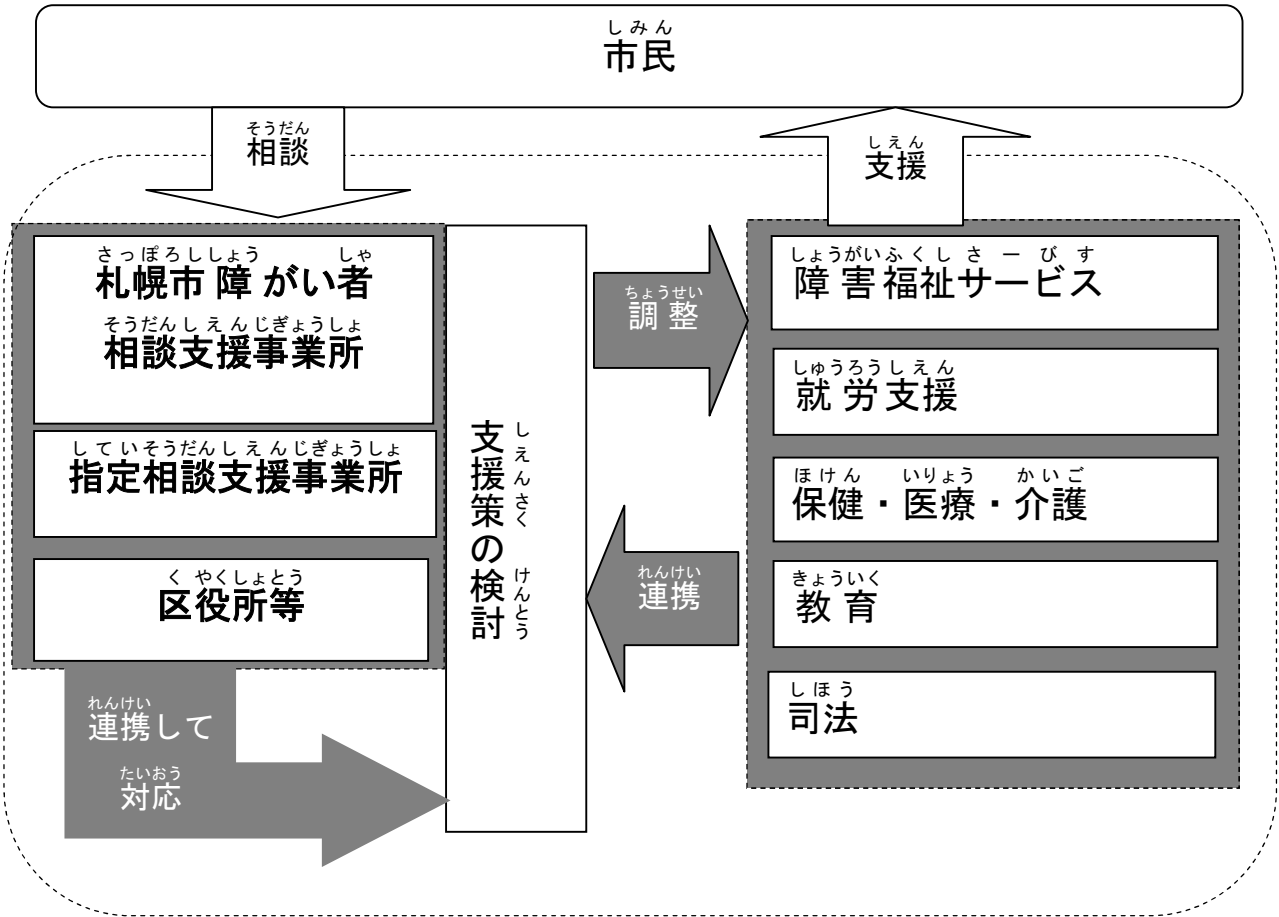 しみん
市民
そうだん
相談
しえん
支援
さっぽろししょう しゃ
札幌市障がい者
そうだんしえんじぎょうしょ
相談支援事業所
していそうだんしえんじぎょうしょ
指定相談支援事業所
くやくしょとう
区役所等
れんけい
連携して
たいおう
対応
しえんさく けんとう
支援策の検討
ちょうせい
調整
れんけい
連携
しょうがいふくしさーびす
障害福祉サービス
しゅうろうしえん
就労支援
ほけん いりょう かいご
保健・医療・介護
きょういく
教育
しほう
司法